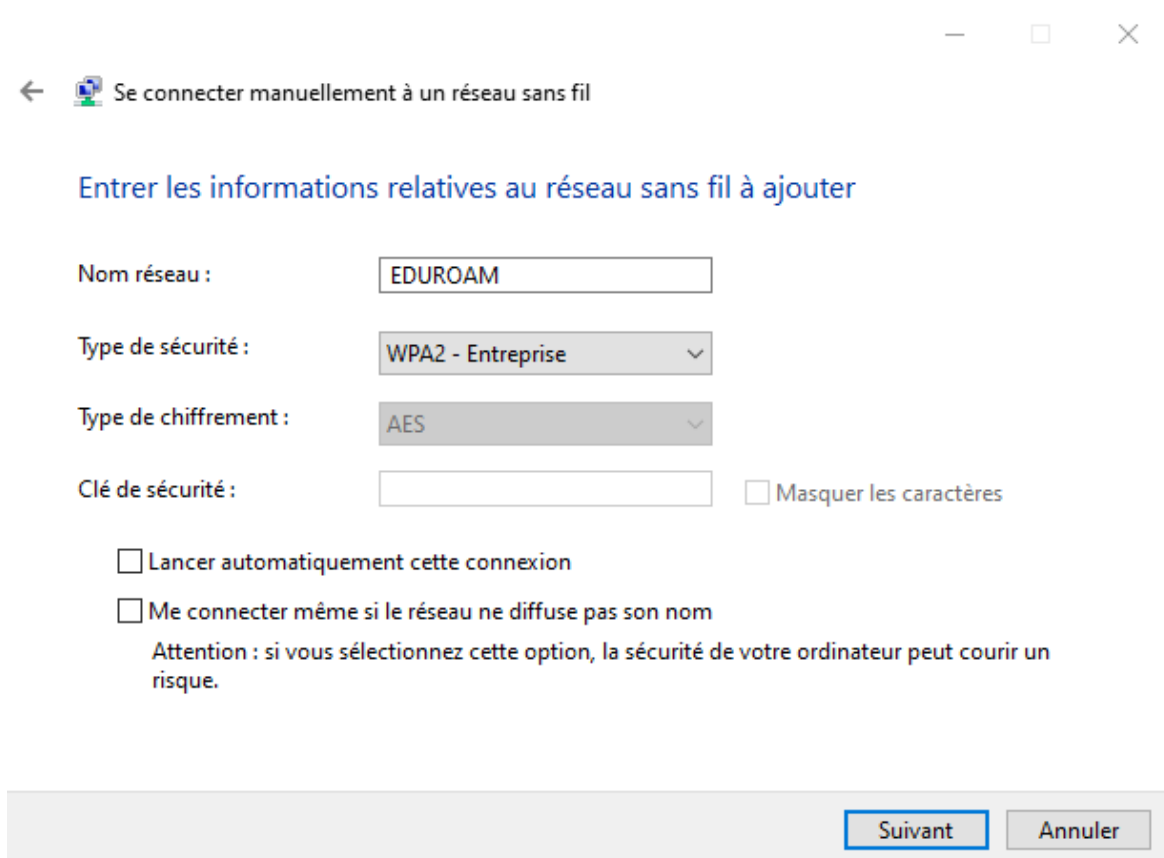 Se connecter manuellement à un réseau sans fil
Entrer les informations relatives au réseau sans fil à ajouter
Nom réseau : EDUROAM
Type de sécurité : WPA2 - Entreprise
Type de chiffrement : AES
Clé de sécurité : Masquer les caractères
Lancer automatiquement cette connexion
Me connecter même si le réseau ne diffuse pas son nom
Attention : si vous sélectionnez cette option, la sécurité de votre ordinateur peut courir un
risque.
Suivant Annuler